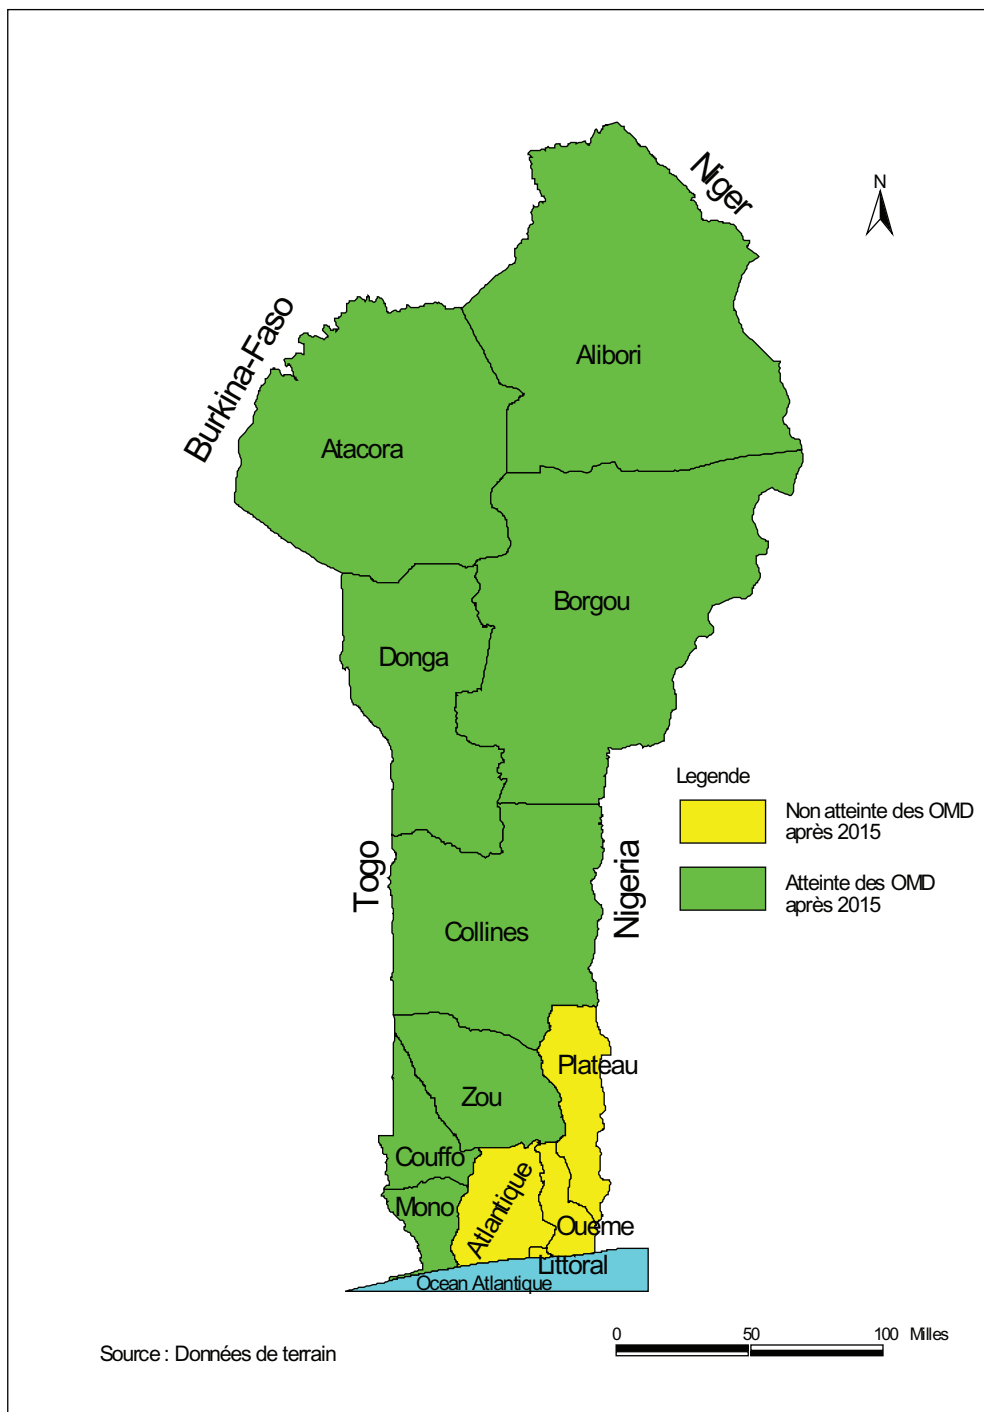 Niger
N
Burkina-Faso
Alibori
Atacora
Borgou
Donga
Legende
Non atteinte des OMD
après 2015
Togo
Nigeria
Atteinte des OMD
après 2015
Collines
Plateau
Zou
Couffo
Atlantique
Mono
Oueme
Littoral
Ocean Atlantique
0 50 100 Milles
Source : Données de terrain